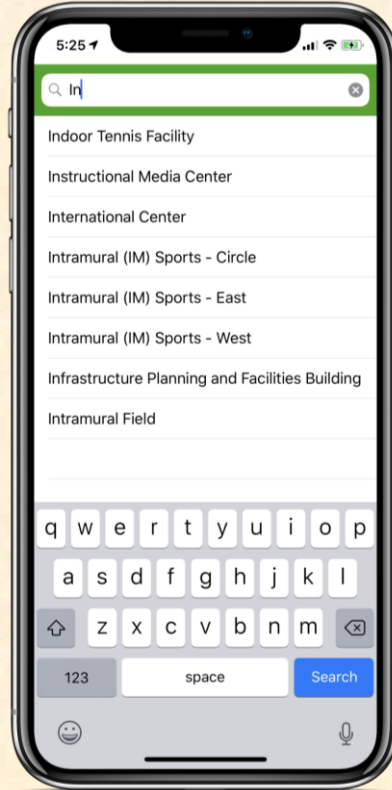 5:25
In
Indoor Tennis Facility
Instructional Media Center
International Center
Intramural (IM) Sports - Circle
Intramural (IM) Sports - East
Intramural (IM) Sports - West
Infrastructure Planning and Facilities Building
Intramural Field
q w e r t y u i o p
a s d f g h j k l
z x c v b n m
123 space Search